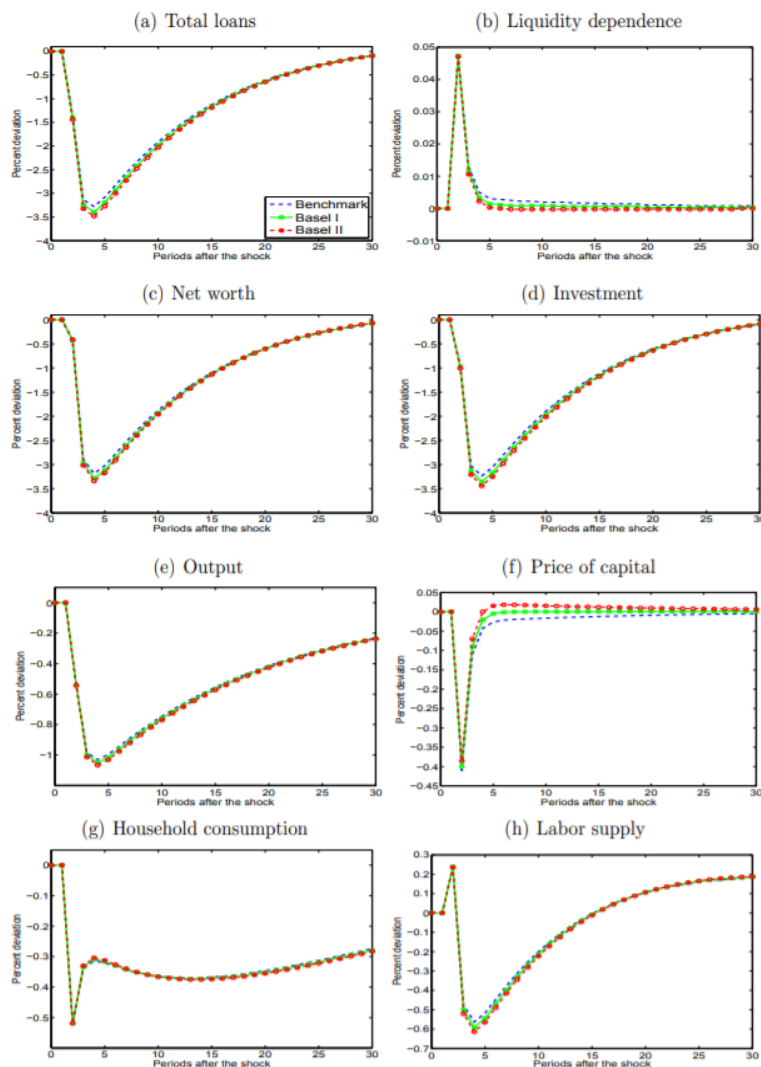 (a) Total loans
(b) Liquidity dependence
0
−0.5
−1
−1.5
−2
−2.5
−3
−3.5
−4
Percent deviation
0 5 10 15 20 25 30
Periods after the shock
Benchmark
Basel I
Basel II
0.05
0.04
0.03
0.02
0.01
0
−0.01
Percent deviation
0 5 10 15 20 25 30
Periods after the shock
(c) Net worth
(d) Investment
0
−0.5
−1
−1.5
−2
−2.5
−3
−3.5
−4
Percent deviation
0 5 10 15 20 25 30
Periods after the shock
0
−0.5
−1
−1.5
−2
−2.5
−3
−3.5
−4
Percent deviation
0 5 10 15 20 25 30
Periods after the shock
(e) Output
(f) Price of capital
0
−0.2
−0.4
−0.6
−0.8
−1
Percent deviation
0 5 10 15 20 25 30
Periods after the shock
0.05
0
−0.05
−0.1
−0.15
−0.2
−0.25
−0.3
−0.35
−0.4
0.45
Percent deviation
0 5 10 15 20 25 30
Periods after the shock
(g) Household consumption
(h) Labor supply
0
−0.1
−0.2
−0.3
−0.4
−0.5
Percent deviation
0 5 10 15 20 25 30
Periods after the shock
0.3
0.2
0.1
0
−0.1
−0.2
−0.3
−0.4
−0.5
−0.6
−0.7
Percent deviation
0 5 10 15 20 25 30
Periods after the shock